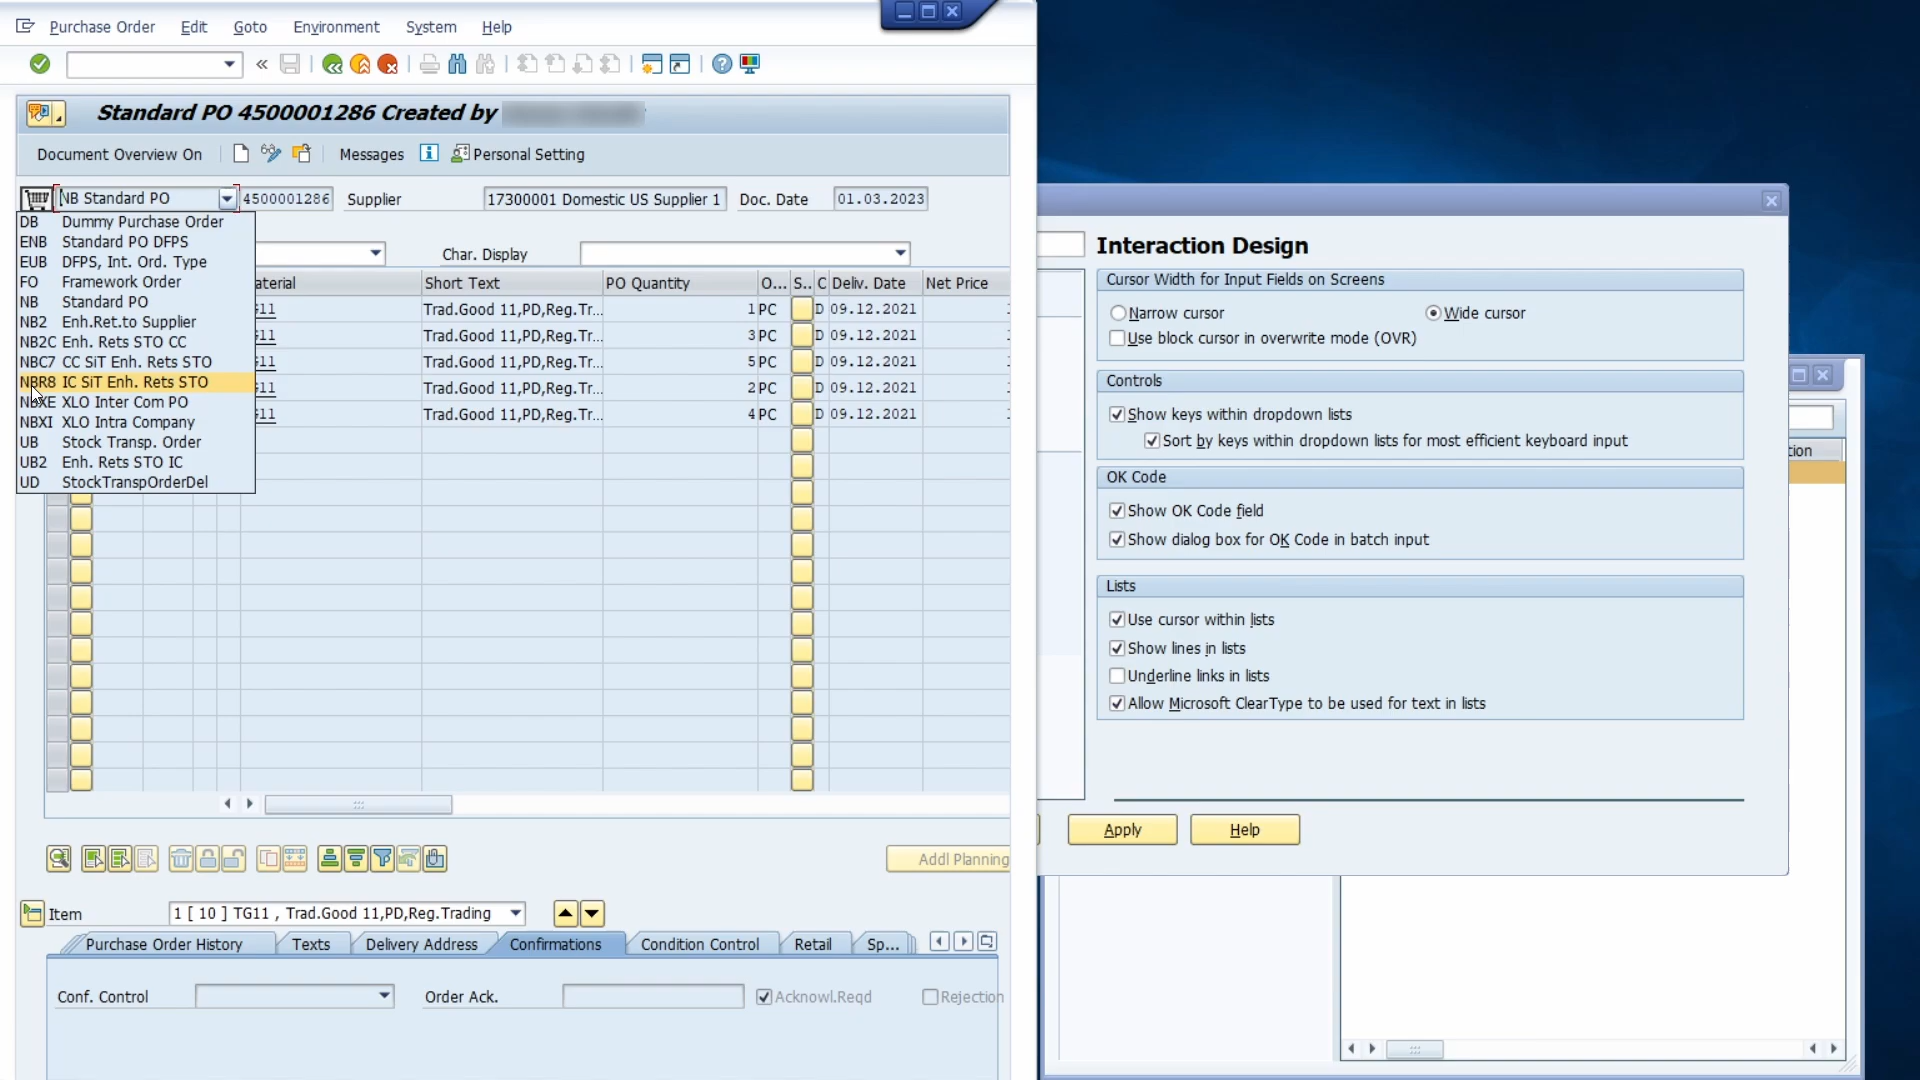 Purchase Order Edit Goto Environment System Help
Standard PO 4500001286 Created by
Document Overview On Messages Personal Setting
NB Standard PO 4500001286 Supplier 17300001 Domestic US Supplier 1 Doc. Date 01.03.2023
DB Dummy Purchase Order
ENB Standard PO DFPS
EUB DFPS, Int. Ord. Type
FO Framework Order
NB Standard PO
NB2 Enh.Ret.to Supplier
NB2C Enh. Rets STO CC
NBC7 CC SiT Enh. Rets STO
NBR8 IC SiT Enh. Rets STO
NBXE XLO Inter Com PO
NBXI XLO Intra Company
UB Stock Transp. Order
UB2 Enh. Rets STO IC
UD StockTranspOrderDel
Char. Display
aterial Short Text PO Quantity O... S.. C Deliv. Date Net Price
11 Trad.Good 11,PD,Reg.Tr... 1 PC D 09.12.2021
11 Trad.Good 11,PD,Reg.Tr... 3 PC D 09.12.2021
11 Trad.Good 11,PD,Reg.Tr... 5 PC D 09.12.2021
11 Trad.Good 11,PD,Reg.Tr... 2 PC D 09.12.2021
11 Trad.Good 11,PD,Reg.Tr... 4 PC D 09.12.2021
Addl Planning
Item 1 [ 10 ] TG11 , Trad.Good 11,PD,Reg.Trading
Purchase Order History Texts Delivery Address Confirmations Condition Control Retail Sp...
Conf. Control Order Ack. Acknowl.Reqd Rejection
Interaction Design
Cursor Width for Input Fields on Screens
Narrow cursor Wide cursor
Use block cursor in overwrite mode (OVR)
Controls
Show keys within dropdown lists
Sort by keys within dropdown lists for most efficient keyboard input
OK Code
Show OK Code field
Show dialog box for OK Code in batch input
Lists
Use cursor within lists
Show lines in lists
Underline links in lists
Allow Microsoft ClearType to be used for text in lists
Apply Help
tion